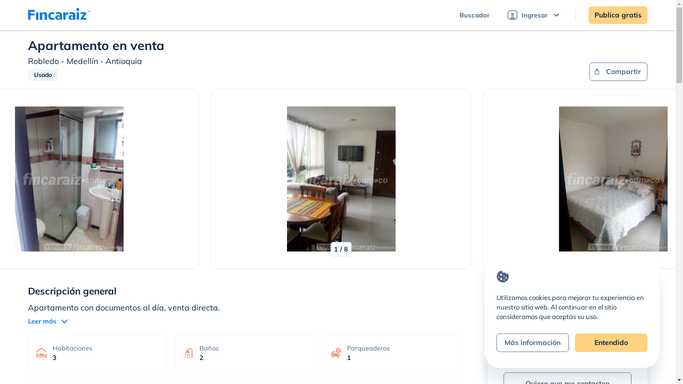 Fincaraíz
Buscador
Ingresar
Publica gratis
Apartamento en venta
Robledo - Medellín - Antioquia
Usado
Compartir
fincaraiz
fincaraiz
fincaraiz
1 / 8
Descripción general
Apartamento con documentos al día, venta directa.
Leer más
Habitaciones
3
Baños
2
Parqueaderos
1
Utilizamos cookies para mejorar tu experiencia en
nuestro sitio web. Al continuar en el sitio
consideramos que aceptas su uso.
Más información
Entendido
Quiero que me contacten